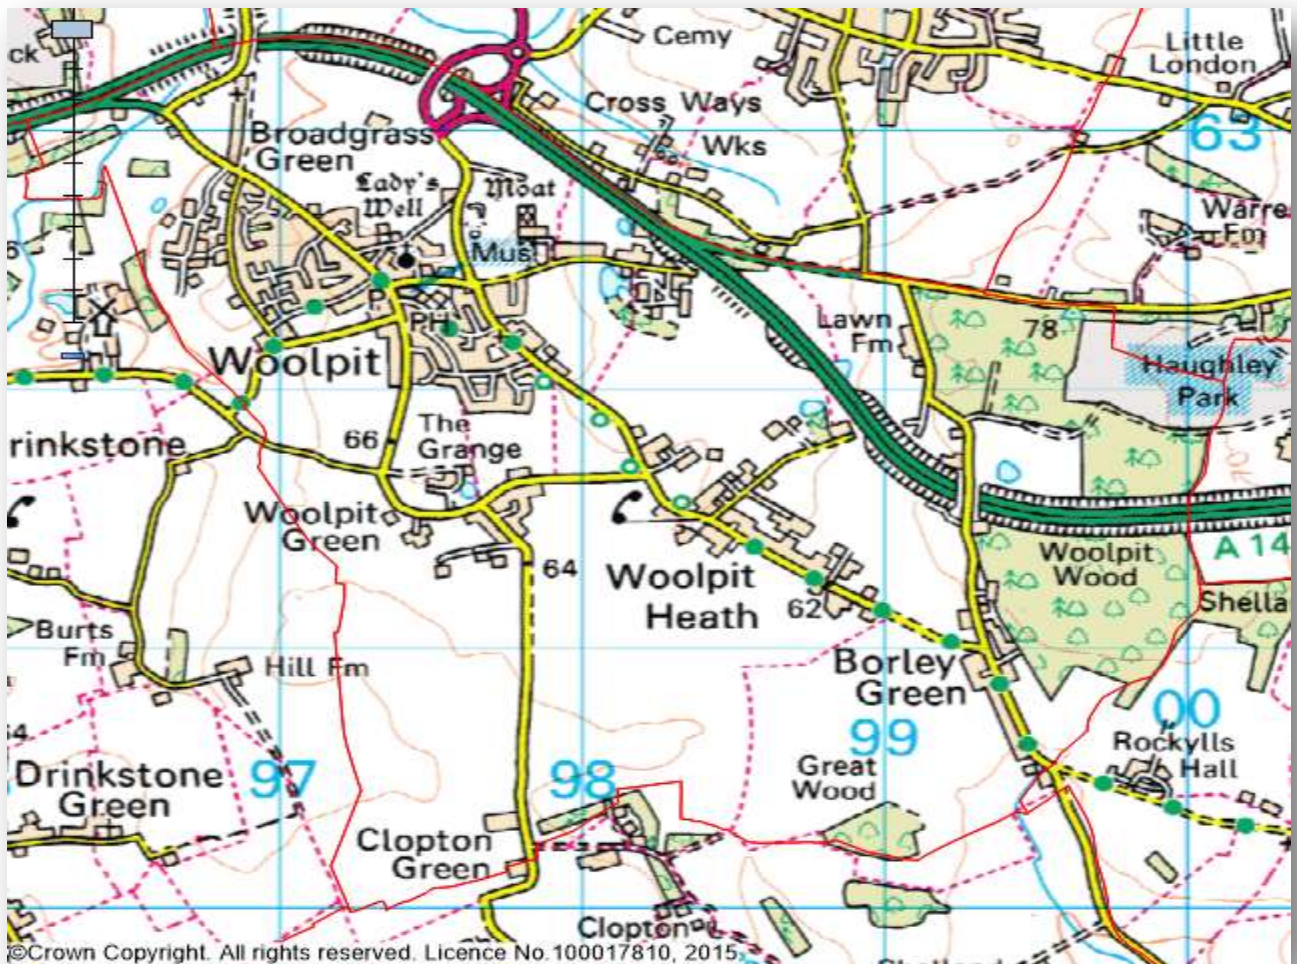 ck
Cemy
Little
London
Cross Ways
63
Wks
Broadgrass
Green
Lady's
Well
Moat
Warre
Fm
6
Mus
P
PH
Lawn
Fm
78
Woolpit
Haughley
Park
rinkstone
66
The
Grange
P
Woolpit
Green
A 14
Woolpit
Wood
64
Woolpit
Heath
62
Shella
Burts
Fm
Hill Fm
Borley
Green
00
99
Rockylls
Hall
Drinkstone
Green
97
98
Great
Wood
Clopton
Green
Clopton
©Crown Copyright. All rights reserved. Licence No.100017810, 2015.